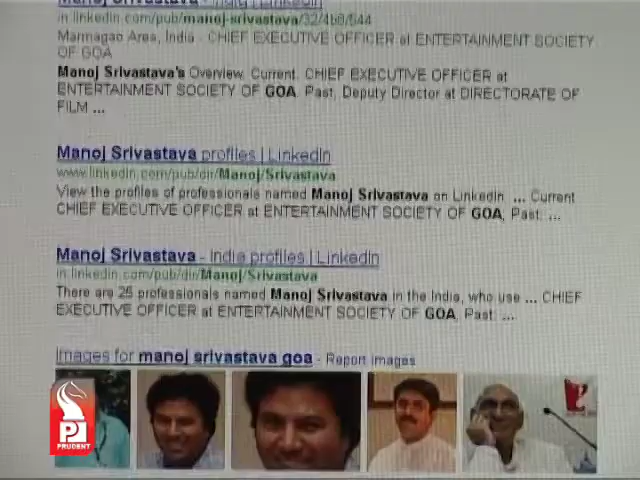 Manoj Srivastava - India | LinkedIn
in.linkedin.com/pub/manoj-srivastava/32/4b8/544
Marmagao Area, India - CHIEF EXECUTIVE OFFICER at ENTERTAINMENT SOCIETY
OF GOA
Manoj Srivastava's Overview. Current. CHIEF EXECUTIVE OFFICER at
ENTERTAINMENT SOCIETY OF GOA. Past, Deputy Director at DIRECTORATE OF
FILM ...
Manoj Srivastava profiles | LinkedIn
www.linkedin.com/pub/dir/Manoj/Srivastava
View the profiles of professionals named Manoj Srivastava on LinkedIn. ... Current
CHIEF EXECUTIVE OFFICER at ENTERTAINMENT SOCIETY OF GOA, Past: ...
Manoj Srivastava - India profiles | LinkedIn
in.linkedin.com/pub/dir/Manoj/Srivastava
There are 25 professionals named Manoj Srivastava in the India, who use ... CHIEF
EXECUTIVE OFFICER at ENTERTAINMENT SOCIETY OF GOA, Past: ...
Images for manoj srivastava goa - Report images
PRUDENT